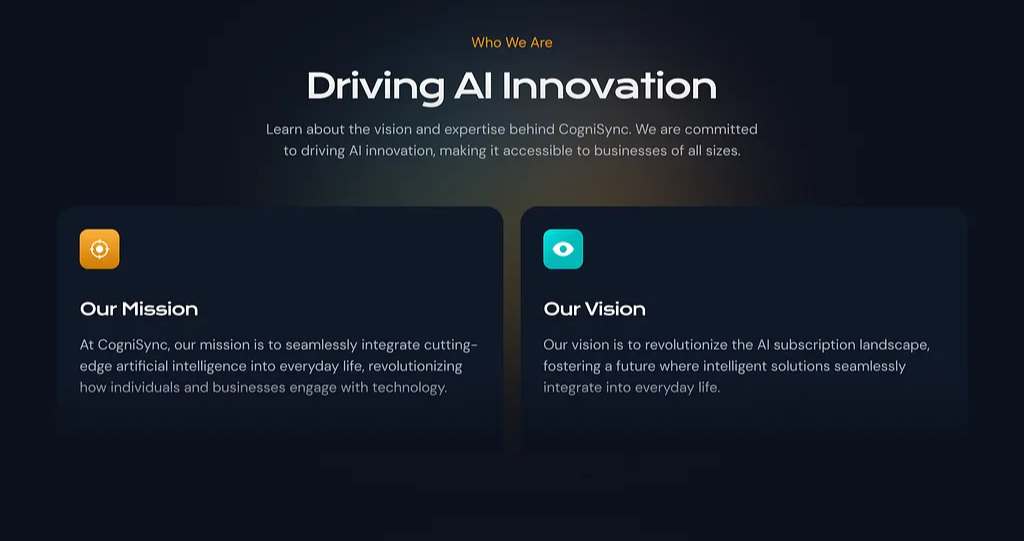 Who We Are
Driving AI Innovation
Learn about the vision and expertise behind CogniSync. We are committed
to driving AI innovation, making it accessible to businesses of all sizes.
Our Mission
At CogniSync, our mission is to seamlessly integrate cutting-
edge artificial intelligence into everyday life, revolutionizing
how individuals and businesses engage with technology.
Our Vision
Our vision is to revolutionize the AI subscription landscape,
fostering a future where intelligent solutions seamlessly
integrate into everyday life.